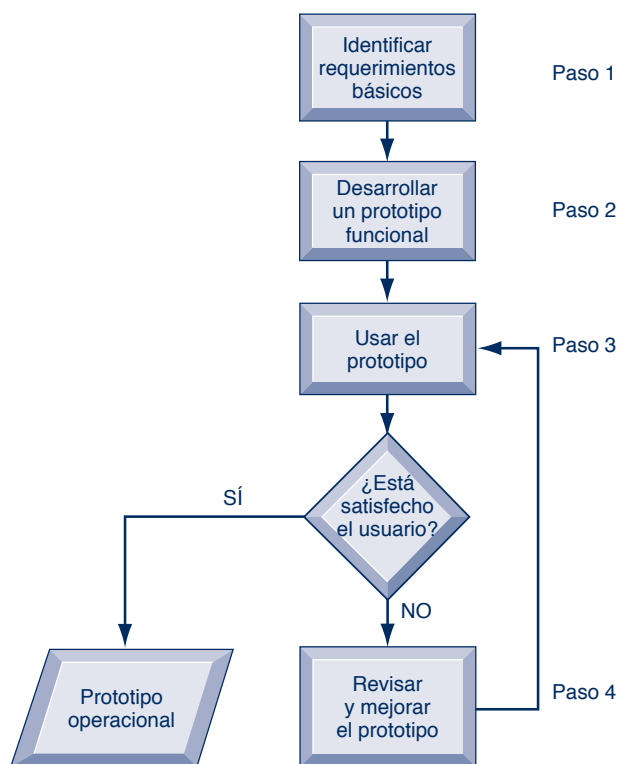 Identificar
requerimientos
básicos
Paso 1
Desarrollar
un prototipo
funcional
Paso 2
Usar el
prototipo
Paso 3
¿Está
satisfecho
el usuario?
SÍ
NO
Prototipo
operacional
Revisar
y mejorar
el prototipo
Paso 4